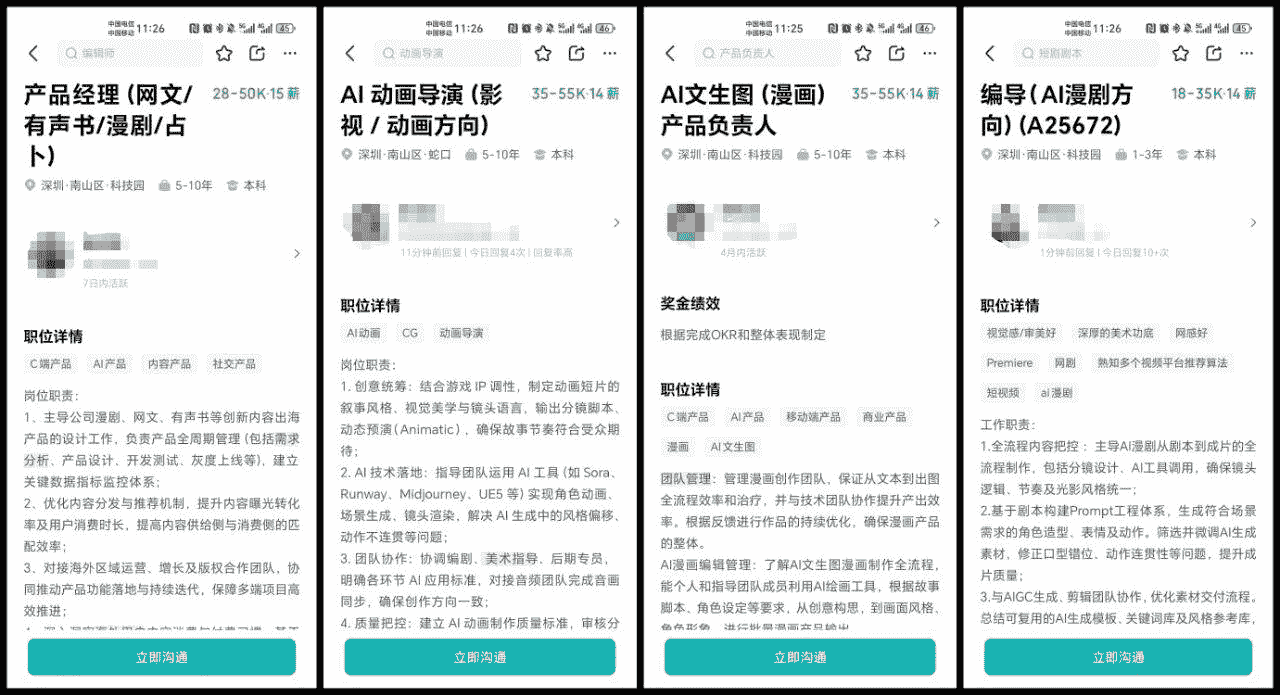 中国电信
中国移动 11:26
45
编辑师
产品经理（网文/
有声书/漫剧/占
卜）
28-50K·15 薪
深圳·南山区·科技园 5-10年 本科
7日内活跃
职位详情
C 端产品 AI 产品 内容产品 社交产品
岗位职责：
1、主导公司漫剧、网文、有声书等创新内容出海
产品的设计工作，负责产品全周期管理（包括需求
分析、产品设计、开发测试、灰度上线等），建立
关键数据指标监控体系；
2、优化内容分发与推荐机制，提升内容曝光转化
率及用户消费时长，提高内容供给侧与消费侧的匹
配效率；
3、对接海外区域运营、增长及版权合作团队，协
同推动产品功能落地与持续迭代，保障多端项目高
效推进；
立即沟通
中国电信
中国移动 11:26
46
动画导演
AI 动画导演（影
视 / 动画方向）
35-55K·14 薪
深圳·南山区·蛇口 5-10年 本科
11分钟前回复 | 今日回复4次 | 回复率高
职位详情
AI动画 CG 动画导演
岗位职责：
1. 创意统筹：结合游戏 IP 调性，制定动画短片的
叙事风格、视觉美学与镜头语言，输出分镜脚本、
动态预演（Animatic），确保故事节奏符合受众期
待；
2. AI 技术落地：指导团队运用 AI 工具（如 Sora、
Runway、Midjourney、UE5 等）实现角色动画、
场景生成、镜头渲染，解决 AI 生成中的风格偏移、
动作不连贯等问题；
3. 团队协作：协调编剧、美术指导、后期专员，
明确各环节 AI 应用标准，对接音频团队完成音画
同步，确保创作方向一致；
4. 质量把控：建立 AI 动画制作质量标准，审核分
立即沟通
中国电信
中国移动 11:25
46
产品负责人
AI文生图（漫画）
产品负责人
35-55K·14 薪
深圳·南山区·科技园 5-10年 本科
4月内活跃
奖金绩效
根据完成OKR和整体表现制定
职位详情
C 端产品 AI产品 移动端产品 商业产品
漫画 AI文生图
团队管理：管理漫画创作团队，保证从文本到出图
全流程效率和治疗，并与技术团队协作提升产出效
率。根据反馈进行作品的持续优化，确保漫画产品
的整体。
AI漫画编辑管理：了解AI文生图漫画制作全流程，
能个人和指导团队成员利用AI绘画工具，根据故事
脚本、角色设定等要求，从创意构思，到画面风格、
角色形象，进行批量漫画产品输出
立即沟通
中国电信
中国移动 11:26
45
短剧剧本
编导（AI漫剧方
向）(A25672)
18-35K·14 薪
深圳·南山区·科技园 1-3年 本科
1分钟前回复 | 今日回复10+次
职位详情
视觉感/审美好 深厚的美术功底 网感好
Premiere 网剧 熟知多个视频平台推荐算法
短视频 ai漫剧
工作职责：
1.全流程内容把控 ：主导AI漫剧从剧本到成片的全
流程制作，包括分镜设计、AI工具调用，确保镜头
逻辑、节奏及光影风格统一；
2.基于剧本构建Prompt工程体系，生成符合场景
需求的角色造型、表情及动作。筛选并微调AI生成
素材、修正口型错位、动作连贯性等问题，提升成
片质量；
3.与AIGC生成、剪辑团队协作，优化素材交付流程。
总结可复用的AI生成模板、关键词库及风格参考库，
立即沟通